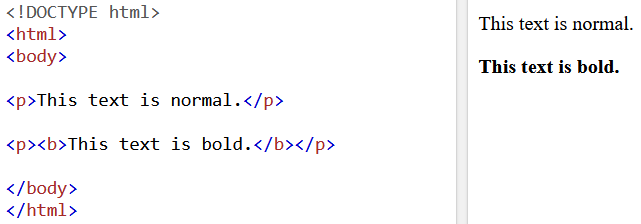 <!DOCTYPE html>
<html>
<body>
<p>This text is normal.</p>
<p><b>This text is bold.</b></p>
</body>
</html>
This text is normal.
This text is bold.